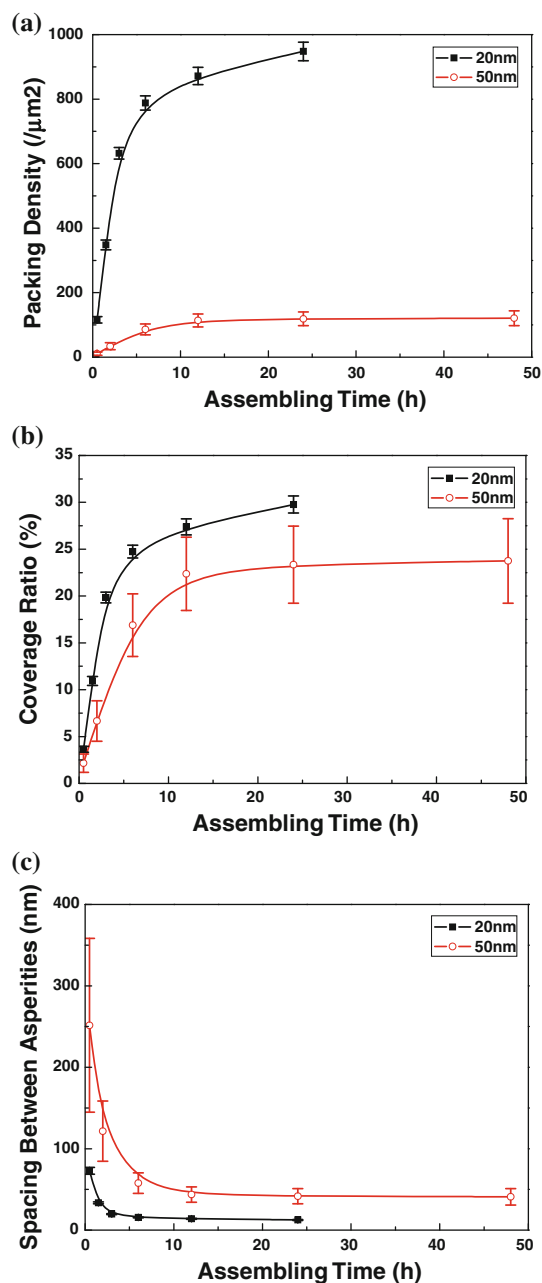 (a)
1000
800
600
400
200
0
Packing Density (/μm2)
20nm
50nm
0 10 20 30 40 50
Assembling Time (h)
(b)
35
30
25
20
15
10
5
0
Coverage Ratio (%)
20nm
50nm
0 10 20 30 40 50
Assembling Time (h)
(c)
400
300
200
100
0
Spacing Between Asperities (nm)
20nm
50nm
0 10 20 30 40 50
Assembling Time (h)